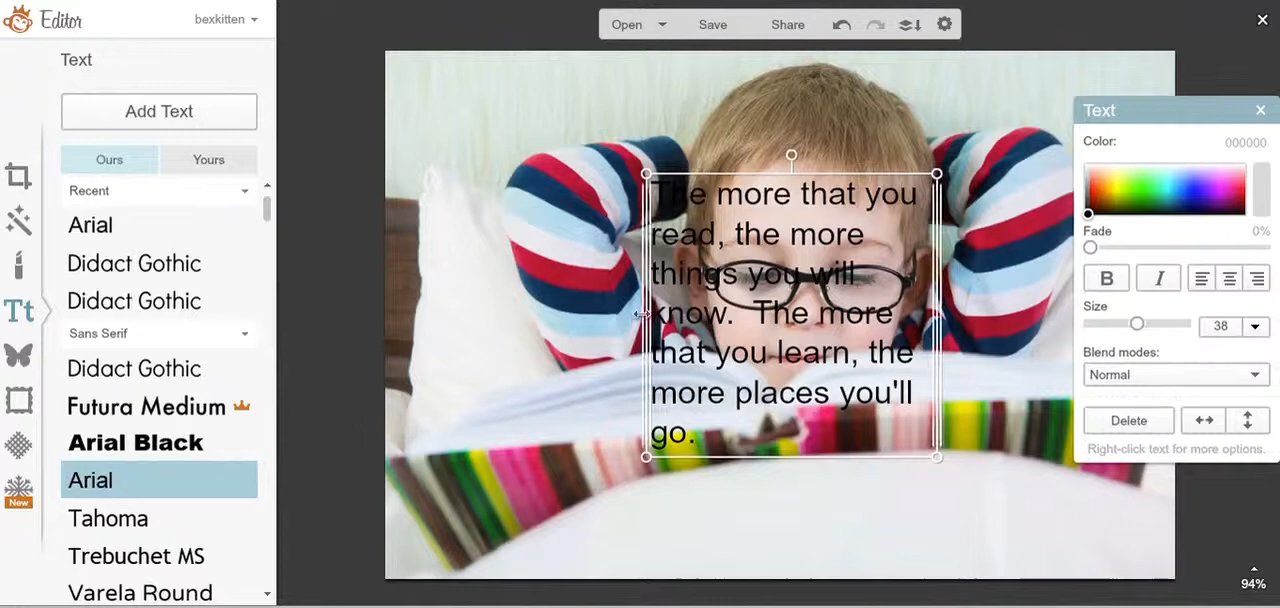 Editor
bexkitten
Open
Save
Share
Text
Add Text
Ours
Yours
Recent
Arial
Didact Gothic
Didact Gothic
Sans Serif
Didact Gothic
Futura Medium
Arial Black
Arial
Tahoma
Trebuchet MS
Varela Round
Tt
New
The more that you
read, the more
things you will
know.  The more
that you learn, the
more places you'll
go.
Text
Color:
000000
Fade
0%
B
I
Size
38
Blend modes:
Normal
Delete
Right-click text for more options.
94%